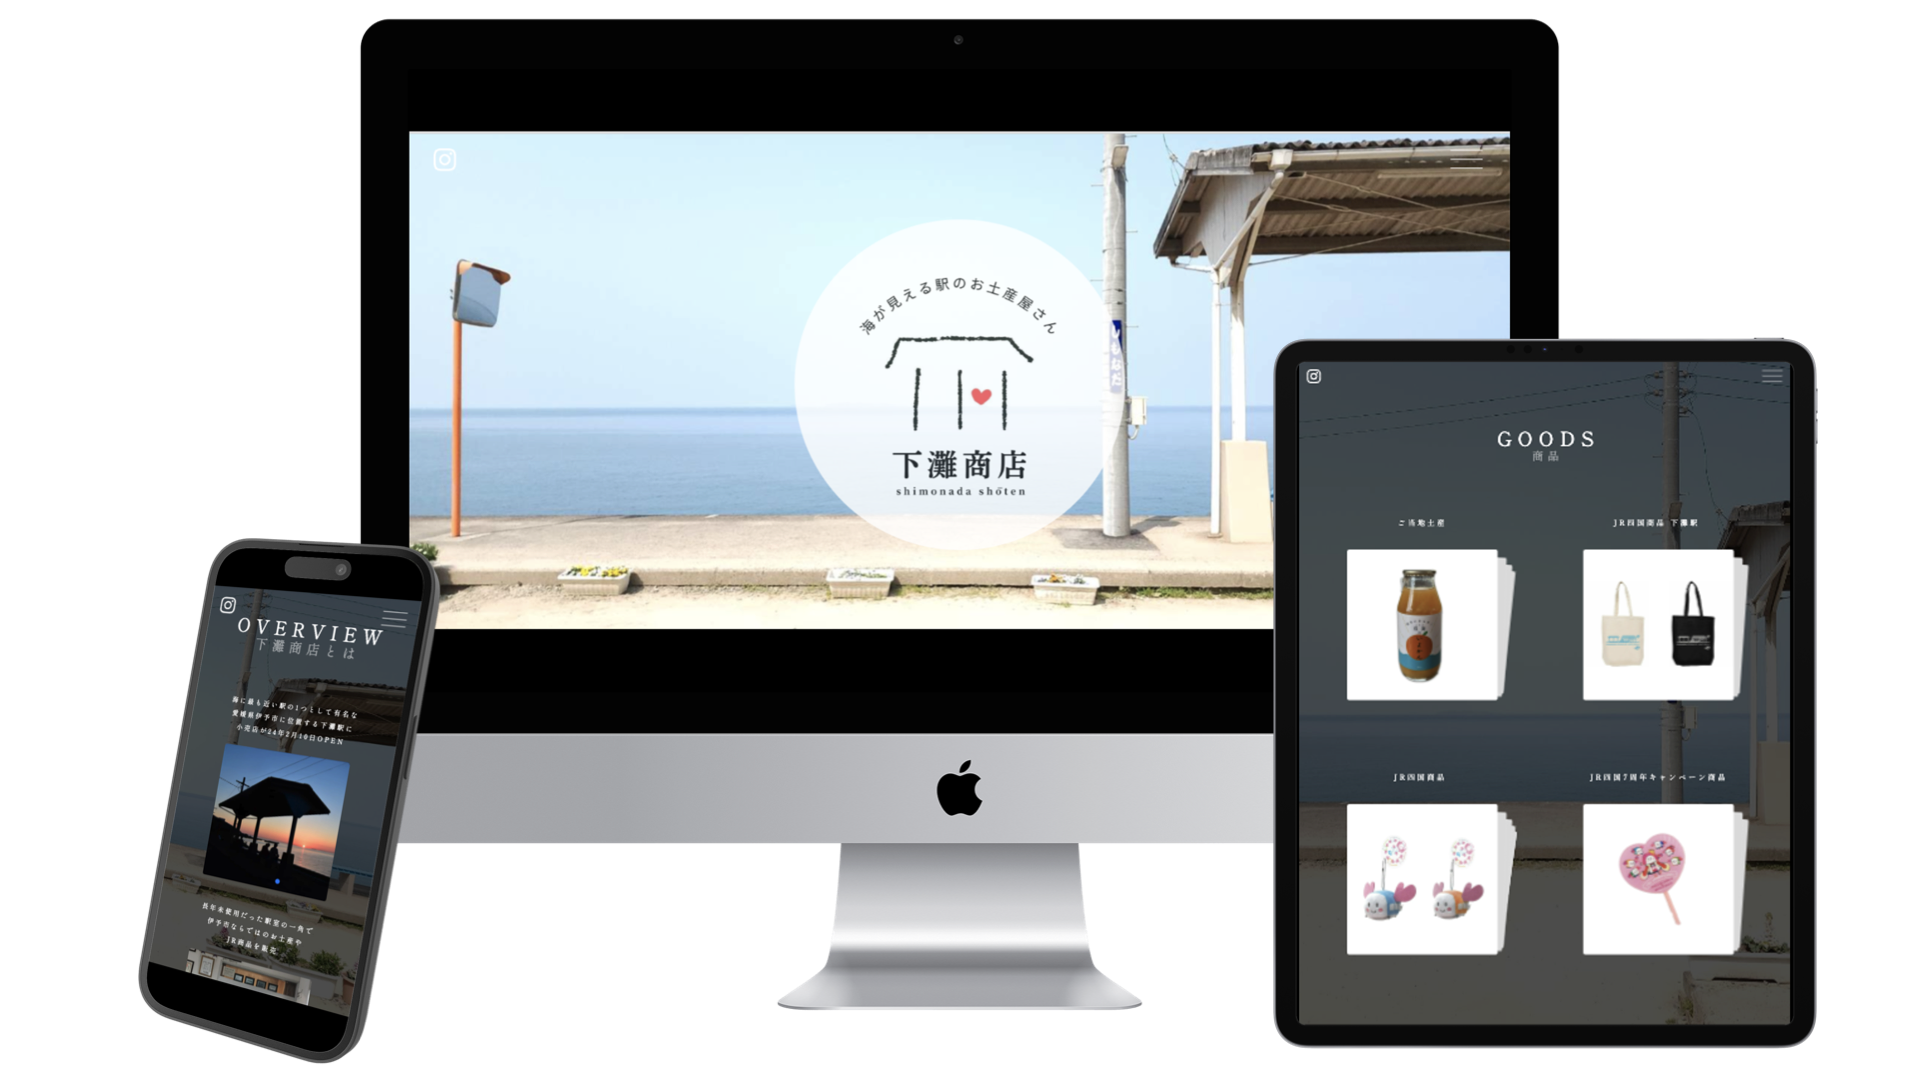 海が見える駅のお土産屋さん
下灘商店
shimonada shōten
しもなだ
OVERVIEW
下灘商店とは
海に最も近い駅の1つとして有名な
愛媛県伊予市に位置する下灘駅に
小売店が24年2月10日OPEN
長年未使用だった駅室の一角で
伊予市ならではのお土産や
JR商品を販売
GOODS
商品
ご当地土産
JR四国商品 下灘駅
JR四国商品
JR四国7周年キャンペーン商品